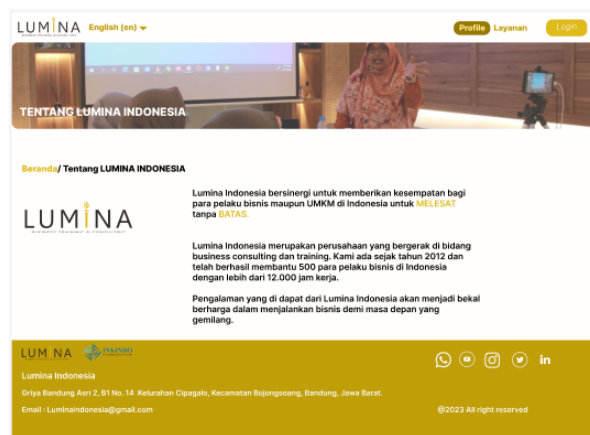 LUMINA English (en)
Profile Layanan Login
TENTANG LUMINA INDONESIA
Beranda/ Tentang LUMINA INDONESIA
LUMINA
Lumina Indonesia bersinergi untuk memberikan kesempatan bagi
para pelaku bisnis maupun UMKM di Indonesia untuk MELESAT
tanpa BATAS.
Lumina Indonesia merupakan perusahaan yang bergerak di bidang
business consulting dan training. Kami ada sejak tahun 2012 dan
telah berhasil membantu 500 para pelaku bisnis di Indonesia
dengan lebih dari 12.000 jam kerja.
Pengalaman yang di dapat dari Lumina Indonesia akan menjadi bekal
berharga dalam menjalankan bisnis demi masa depan yang
gemilang.
LUMINA INKINDO
Lumina Indonesia
Griya Bandung Asri 2, B1 No. 14 Kelurahan Cipagalo, Kecamatan Bojongsoang, Bandung, Jawa Barat.
Email : Luminaindonesia@gmail.com
@2023 All right reserved